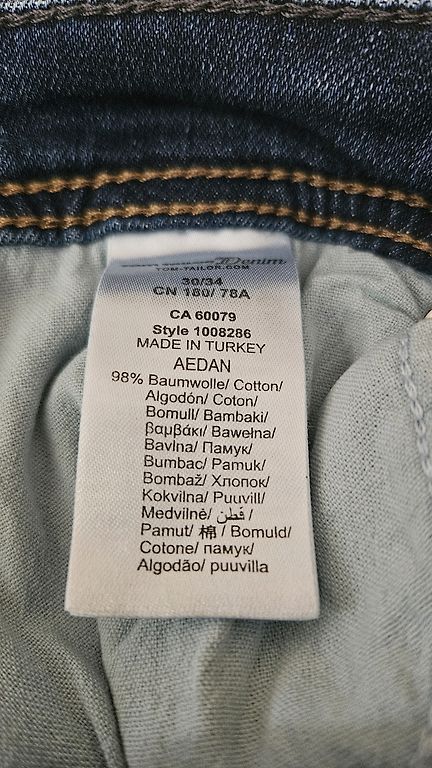 Denim
TOM-TAILOR.COM
30/34
CN 180/ 78A
CA 60079
Style 1008286
MADE IN TURKEY
AEDAN
98% Baumwolle/ Cotton/
Algodón/ Coton/
Bomull/ Bambaki/
βαμβάκι/ Bawełna/
Bavlna/ Памук/
Bumbac/ Pamuk/
Bombaž/ Хлопок/
Kokvilna/ Puuvill/
Medvilnė/ قطن/
Pamut/ 棉/ Bomuld/
Cotone/ памук/
Algodão/ puuvilla